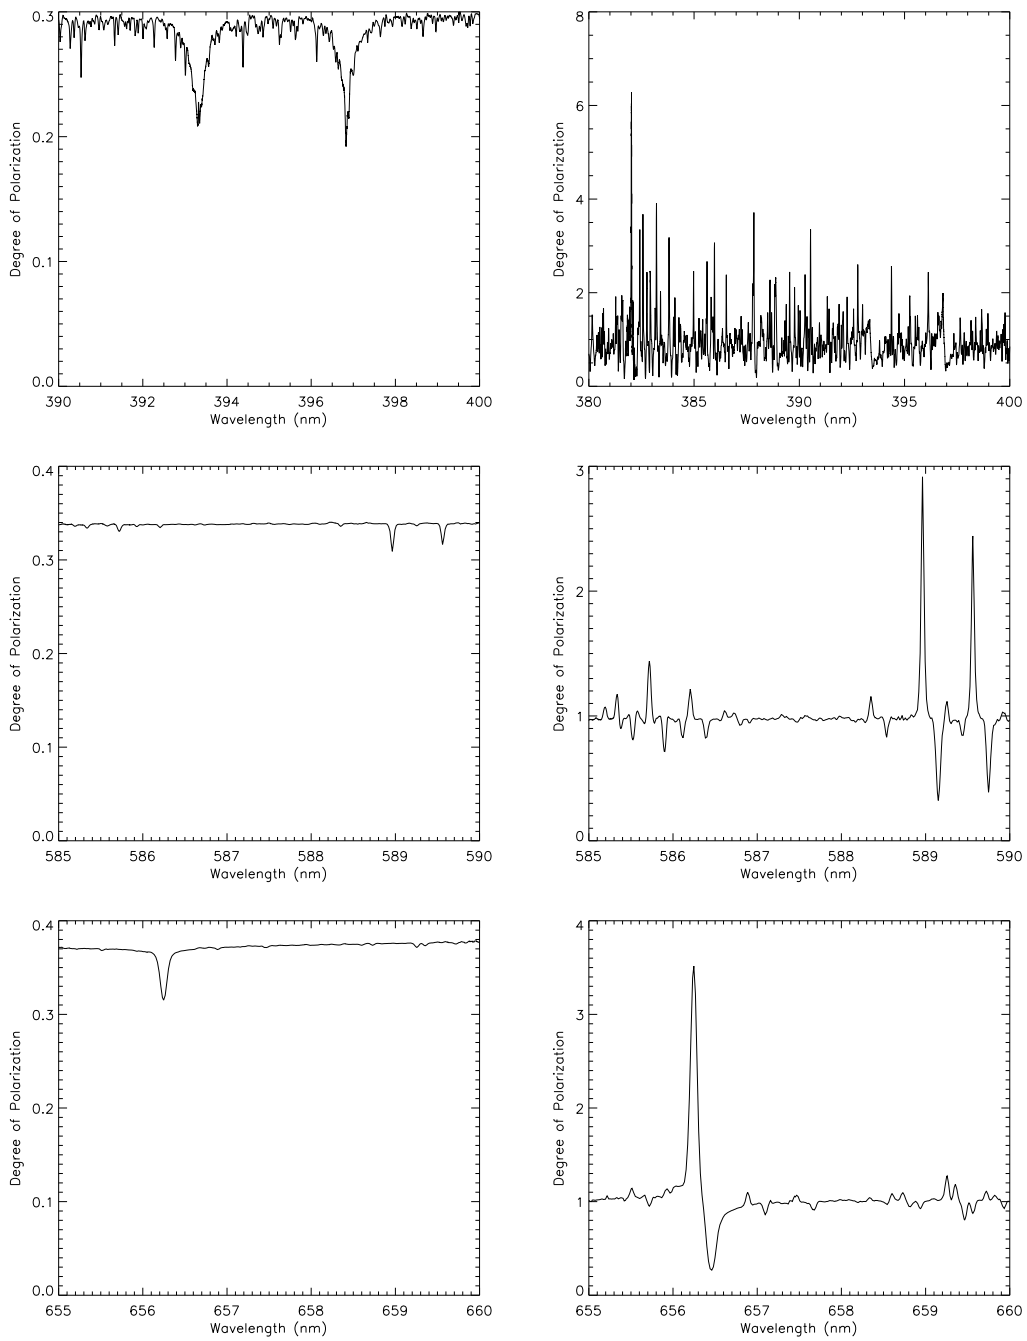 0.3
0.2
0.1
0.0
Degree of Polarization
390 392 394 396 398 400
Wavelength (nm)
8
6
4
2
0
Degree of Polarization
380 385 390 395 400
Wavelength (nm)
0.4
0.3
0.2
0.1
0.0
Degree of Polarization
585 586 587 588 589 590
Wavelength (nm)
3
2
1
0
Degree of Polarization
585 586 587 588 589 590
Wavelength (nm)
0.4
0.3
0.2
0.1
0.0
Degree of Polarization
655 656 657 658 659 660
Wavelength (nm)
4
3
2
1
0
Degree of Polarization
655 656 657 658 659 660
Wavelength (nm)